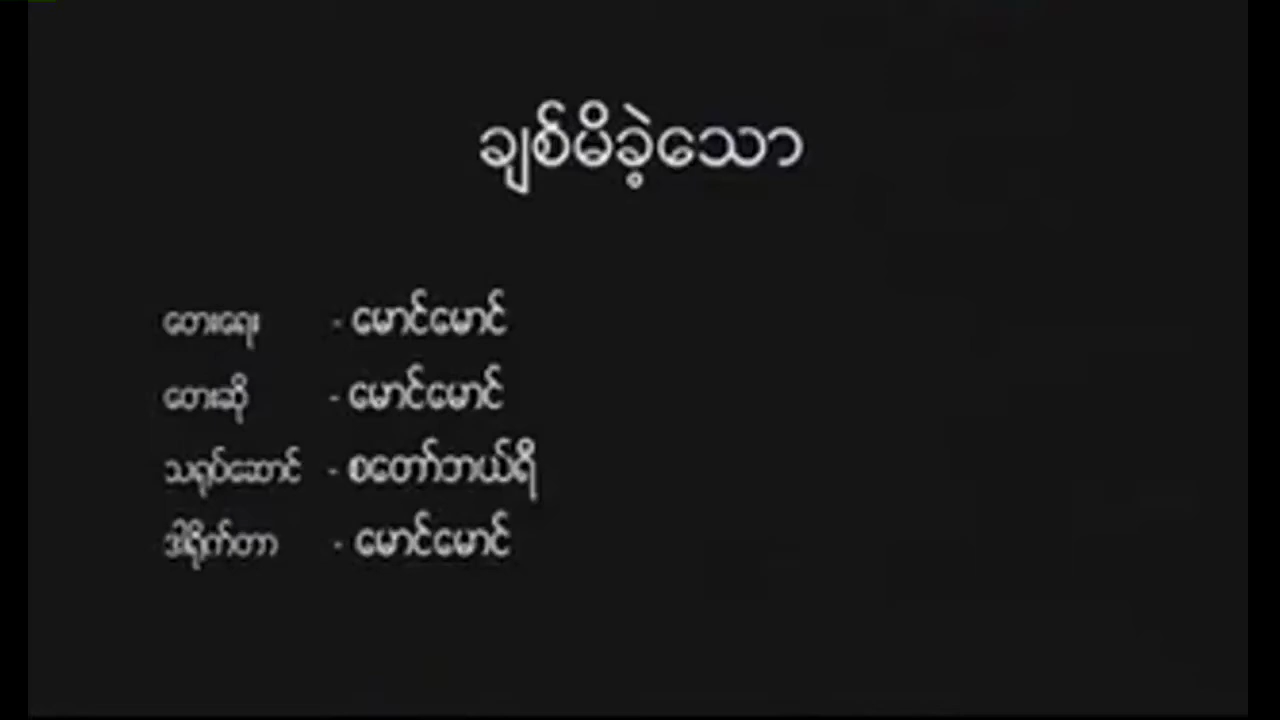 ချစ်မိခဲ့သော
တေးရေး - မောင်မောင်
တေးဆို - မောင်မောင်
သရုပ်ဆောင် - စတော်ဘယ်ရီ
ဒါရိုက်တာ - မောင်မောင်